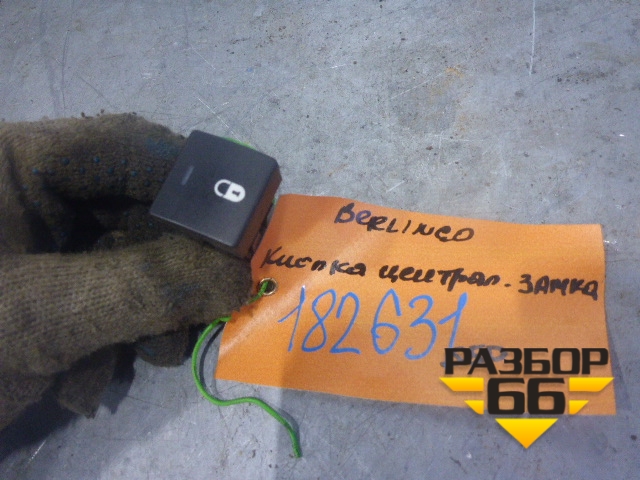 BERLINGO
Кнопка централ. замка
182631
РАЗБОР
66